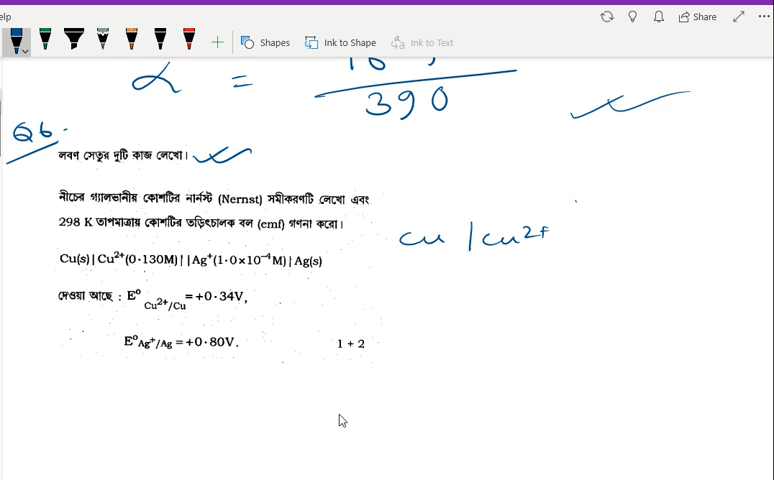 elp
Share
Shapes
Ink to Shape
Ink to Text
α =
390
Q6.
লবণ সেতুর দুটি কাজ লেখো।
নীচের গ্যালভানীয় কোশটির নার্নস্ট (Nernst) সমীকরণটি লেখো এবং
298 K তাপমাত্রায় কোশটির তড়িৎচালক বল (emf) গণনা করো।
Cu / Cu²⁺
Cu(s)|Cu²⁺(0·130M)||Ag⁺(1·0×10⁻⁴M)|Ag(s)
দেওয়া আছে : E° Cu²⁺/Cu =+0·34V,
E°Ag⁺/Ag =+0·80V. 1 + 2